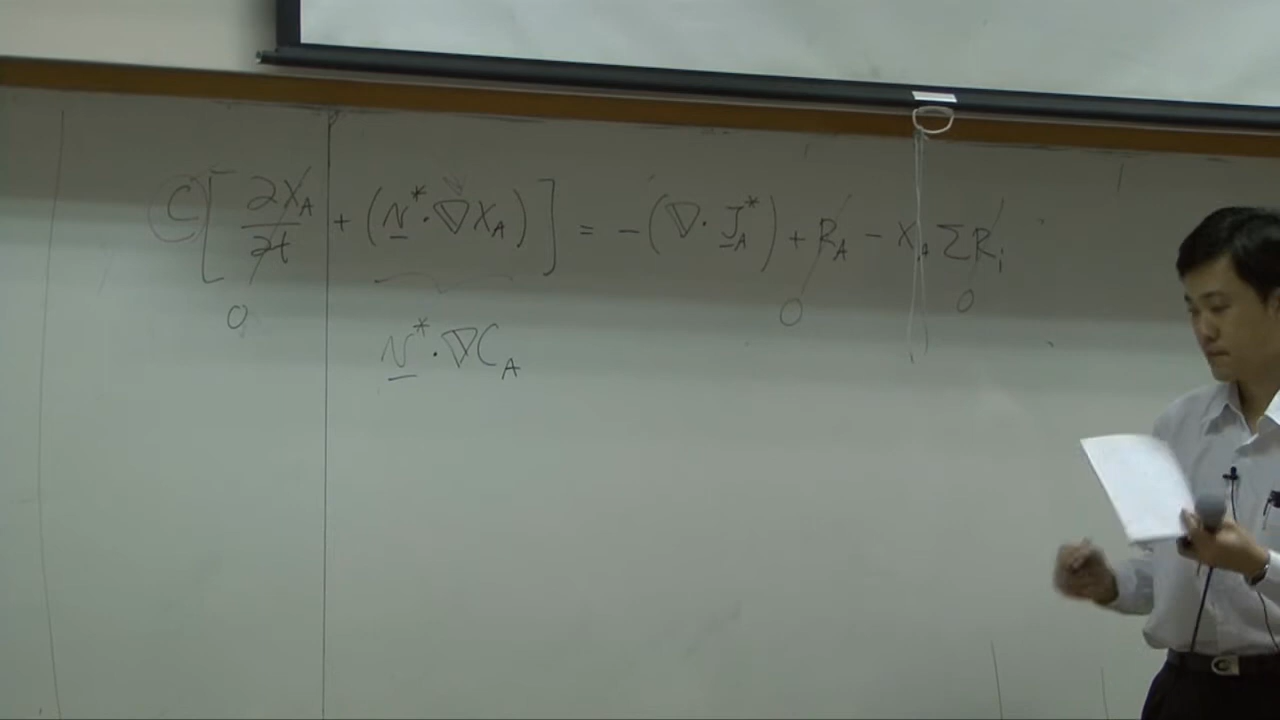 C[ ∂X_A/∂t + (v* · ∇X_A) ] = -(∇ · J_A*) + R_A - X_A ΣR_i
0 0 0
v* · ∇C_A